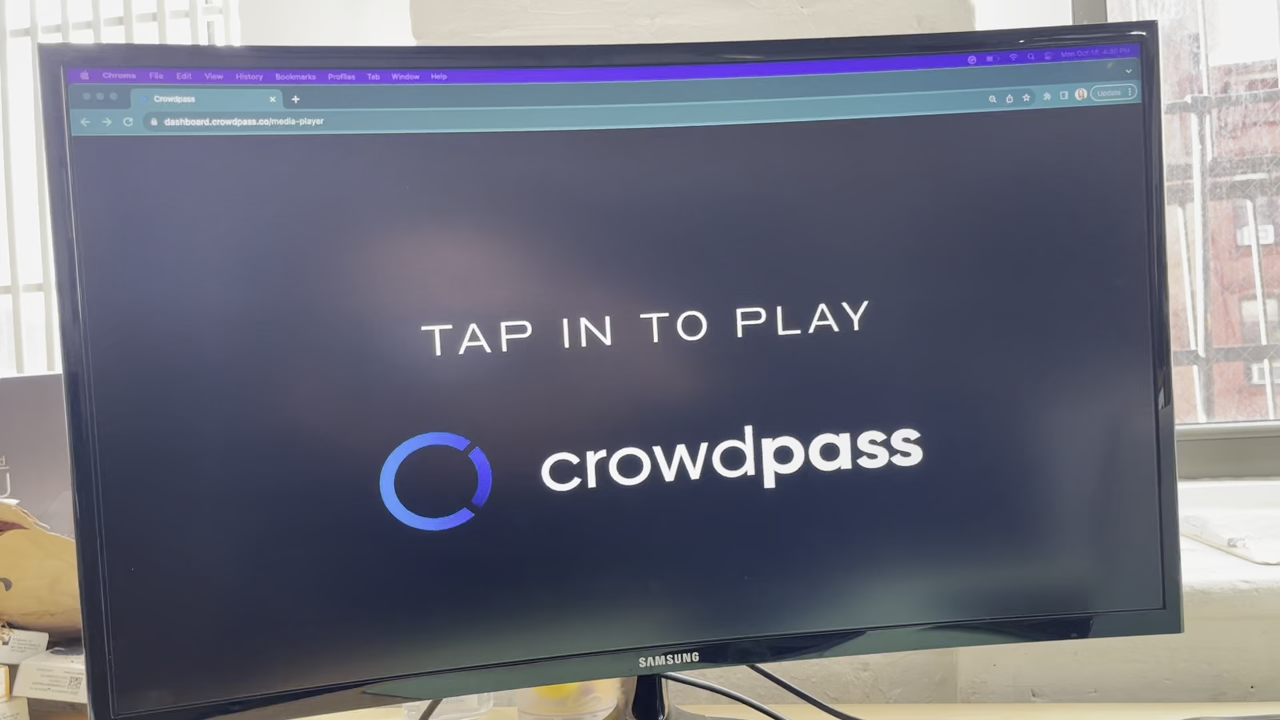 Chrome File Edit View History Bookmarks Profiles Tab Window Help
Crowdpass
dashboard.crowdpass.co/media-player
Update
TAP IN TO PLAY
crowdpass
SAMSUNG